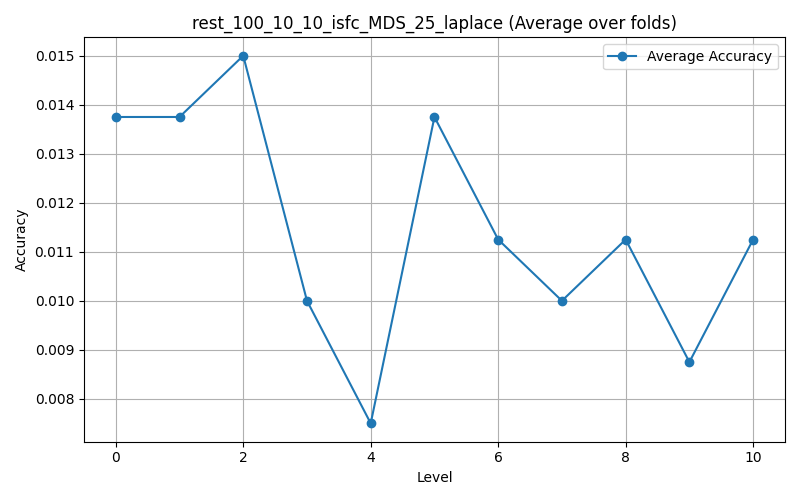 rest_100_10_10_isfc_MDS_25_laplace (Average over folds)
Average Accuracy
0.015
0.014
0.013
0.012
0.011
0.010
0.009
0.008
Accuracy
0 2 4 6 8 10
Level